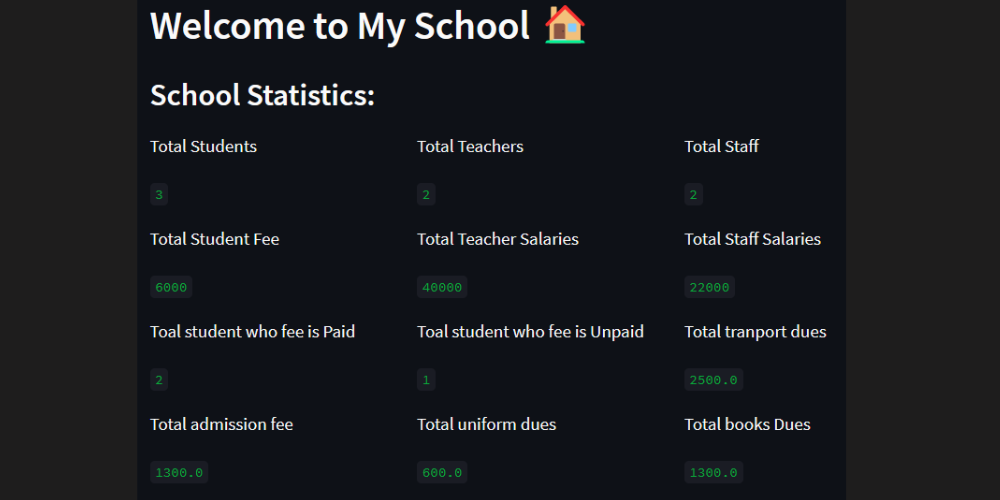 Welcome to My School 🏠
School Statistics:
Total Students Total Teachers Total Staff
3 2 2
Total Student Fee Total Teacher Salaries Total Staff Salaries
6000 40000 22000
Toal student who fee is Paid Toal student who fee is Unpaid Total tranport dues
2 1 2500.0
Total admission fee Total uniform dues Total books Dues
1300.0 600.0 1300.0